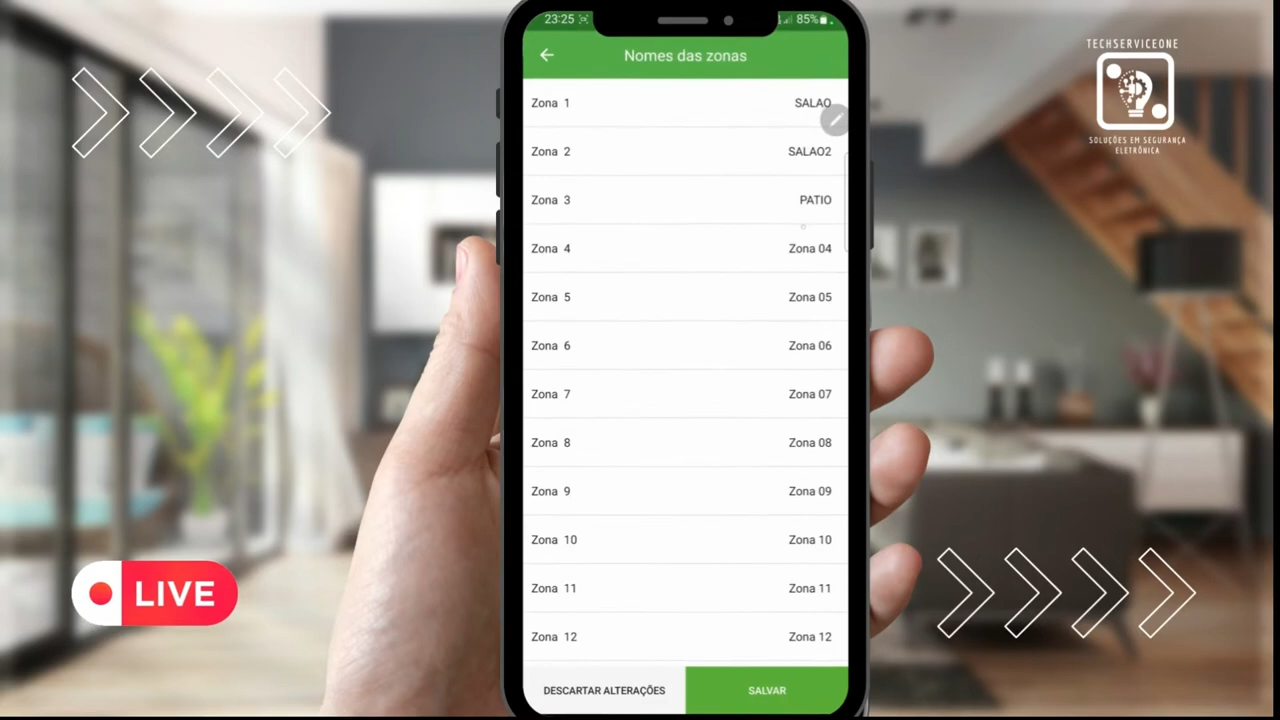 23:25
85%
TECHSERVICEONE
Nomes das zonas
SOLUÇÕES EM SEGURANÇA
ELETRÔNICA
Zona 1 SALAO
Zona 2 SALAO2
Zona 3 PATIO
Zona 4 Zona 04
Zona 5 Zona 05
Zona 6 Zona 06
Zona 7 Zona 07
Zona 8 Zona 08
Zona 9 Zona 09
Zona 10 Zona 10
Zona 11 Zona 11
Zona 12 Zona 12
LIVE
DESCARTAR ALTERAÇÕES SALVAR